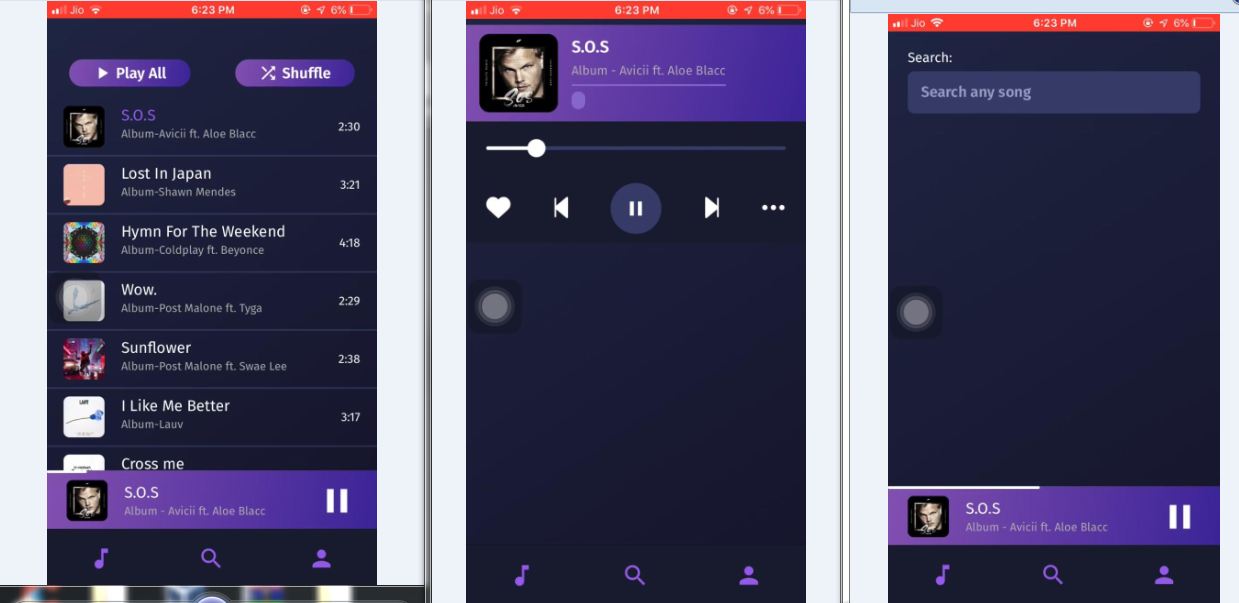 Jio 6:23 PM 6%
Play All
Shuffle
S.O.S
Album-Avicii ft. Aloe Blacc
2:30
Lost In Japan
Album-Shawn Mendes
3:21
Hymn For The Weekend
Album-Coldplay ft. Beyonce
4:18
Wow.
Album-Post Malone ft. Tyga
2:29
Sunflower
Album-Post Malone ft. Swae Lee
2:38
I Like Me Better
Album-Lauv
3:17
Cross me
S.O.S
Album - Avicii ft. Aloe Blacc
Jio 6:23 PM 6%
S.O.S
Album - Avicii ft. Aloe Blacc
Jio 6:23 PM 6%
Search:
Search any song
S.O.S
Album - Avicii ft. Aloe Blacc